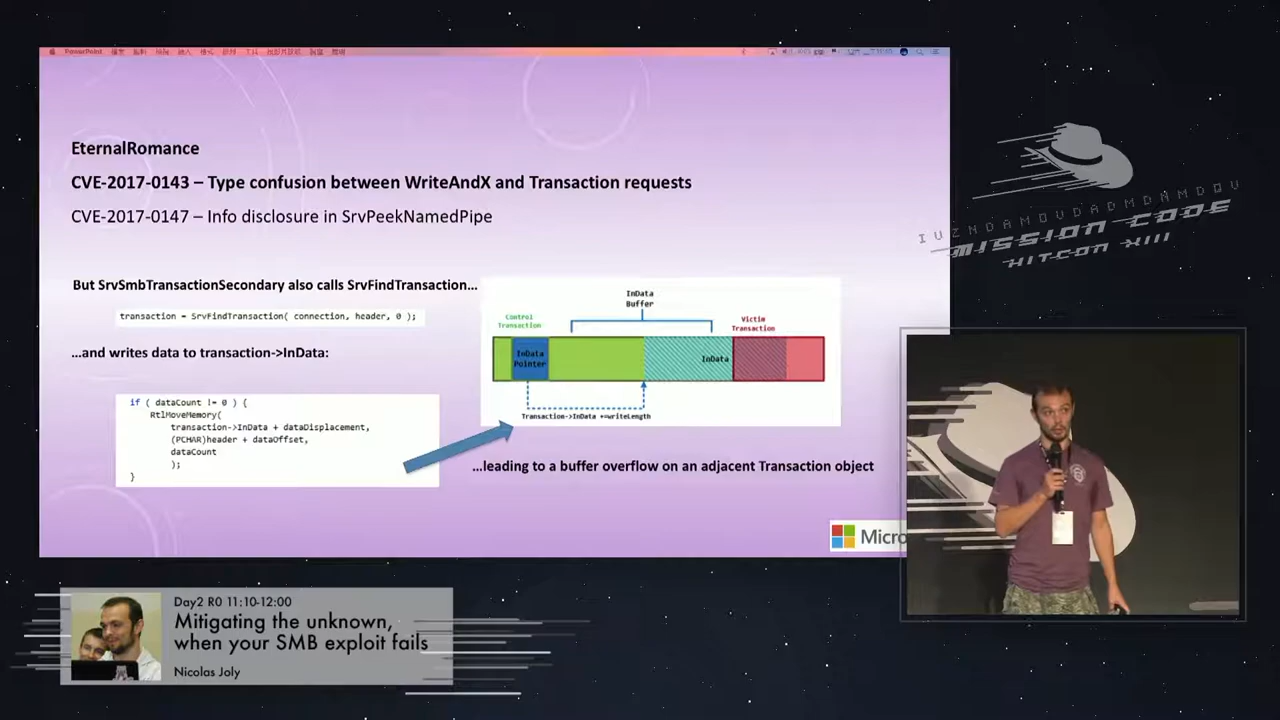 PowerPoint
EternalRomance
CVE-2017-0143 – Type confusion between WriteAndX and Transaction requests
CVE-2017-0147 – Info disclosure in SrvPeekNamedPipe
But SrvSmbTransactionSecondary also calls SrvFindTransaction…
transaction = SrvFindTransaction( connection, header, 0 );
…and writes data to transaction->InData:
if ( dataCount != 0 ) {
RtlMoveMemory(
transaction->InData + dataDisplacement,
(PCHAR)header + dataOffset,
dataCount
);
}
InData
Buffer
Control
Transaction
Victim
Transaction
InData
Pointer
InData
Transaction->InData +=writeLength
…leading to a buffer overflow on an adjacent Transaction object
Micro
MISSION CODE
HITCON XIII
Day2 R0 11:10-12:00
Mitigating the unknown,
when your SMB exploit fails
Nicolas Joly